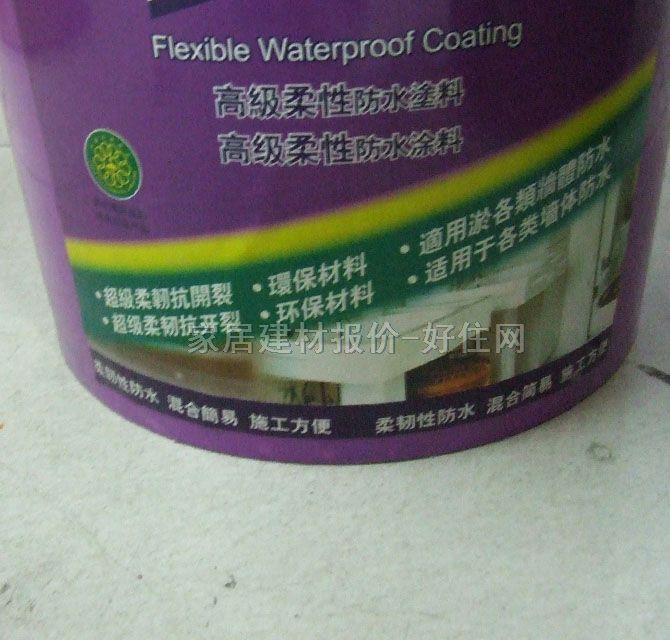 Flexible Waterproof Coating
高級柔性防水塗料
高级柔性防水涂料
·超级柔韌抗開裂 ·環保材料 ·適用淤各類牆體防水
·超级柔韧抗开裂 ·环保材料 ·适用于各类墙体防水
家居建材报价-好住网
柔韌性防水 混合簡易 施工方便 柔韧性防水 混合简易 施工方便